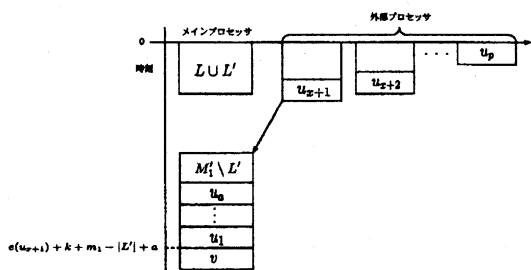 メインプロセッサ
外部プロセッサ
0
時刻
L ∪ L′
u_{x+1}
u_{x+2}
· · ·
u_p
M′_1 \ L′
u_a
⋮
u_1
e(u_{x+1}) + k + m_1 − |L′| + a
v